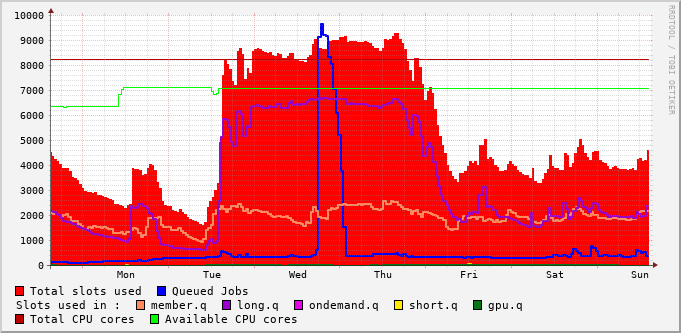 10000
9000
8000
7000
6000
5000
4000
3000
2000
1000
0
Mon Tue Wed Thu Fri Sat Sun
RRDTOOL / TOBI OETIKER
Total slots used Queued Jobs
Slots used in : member.q long.q ondemand.q short.q gpu.q
Total CPU cores Available CPU cores